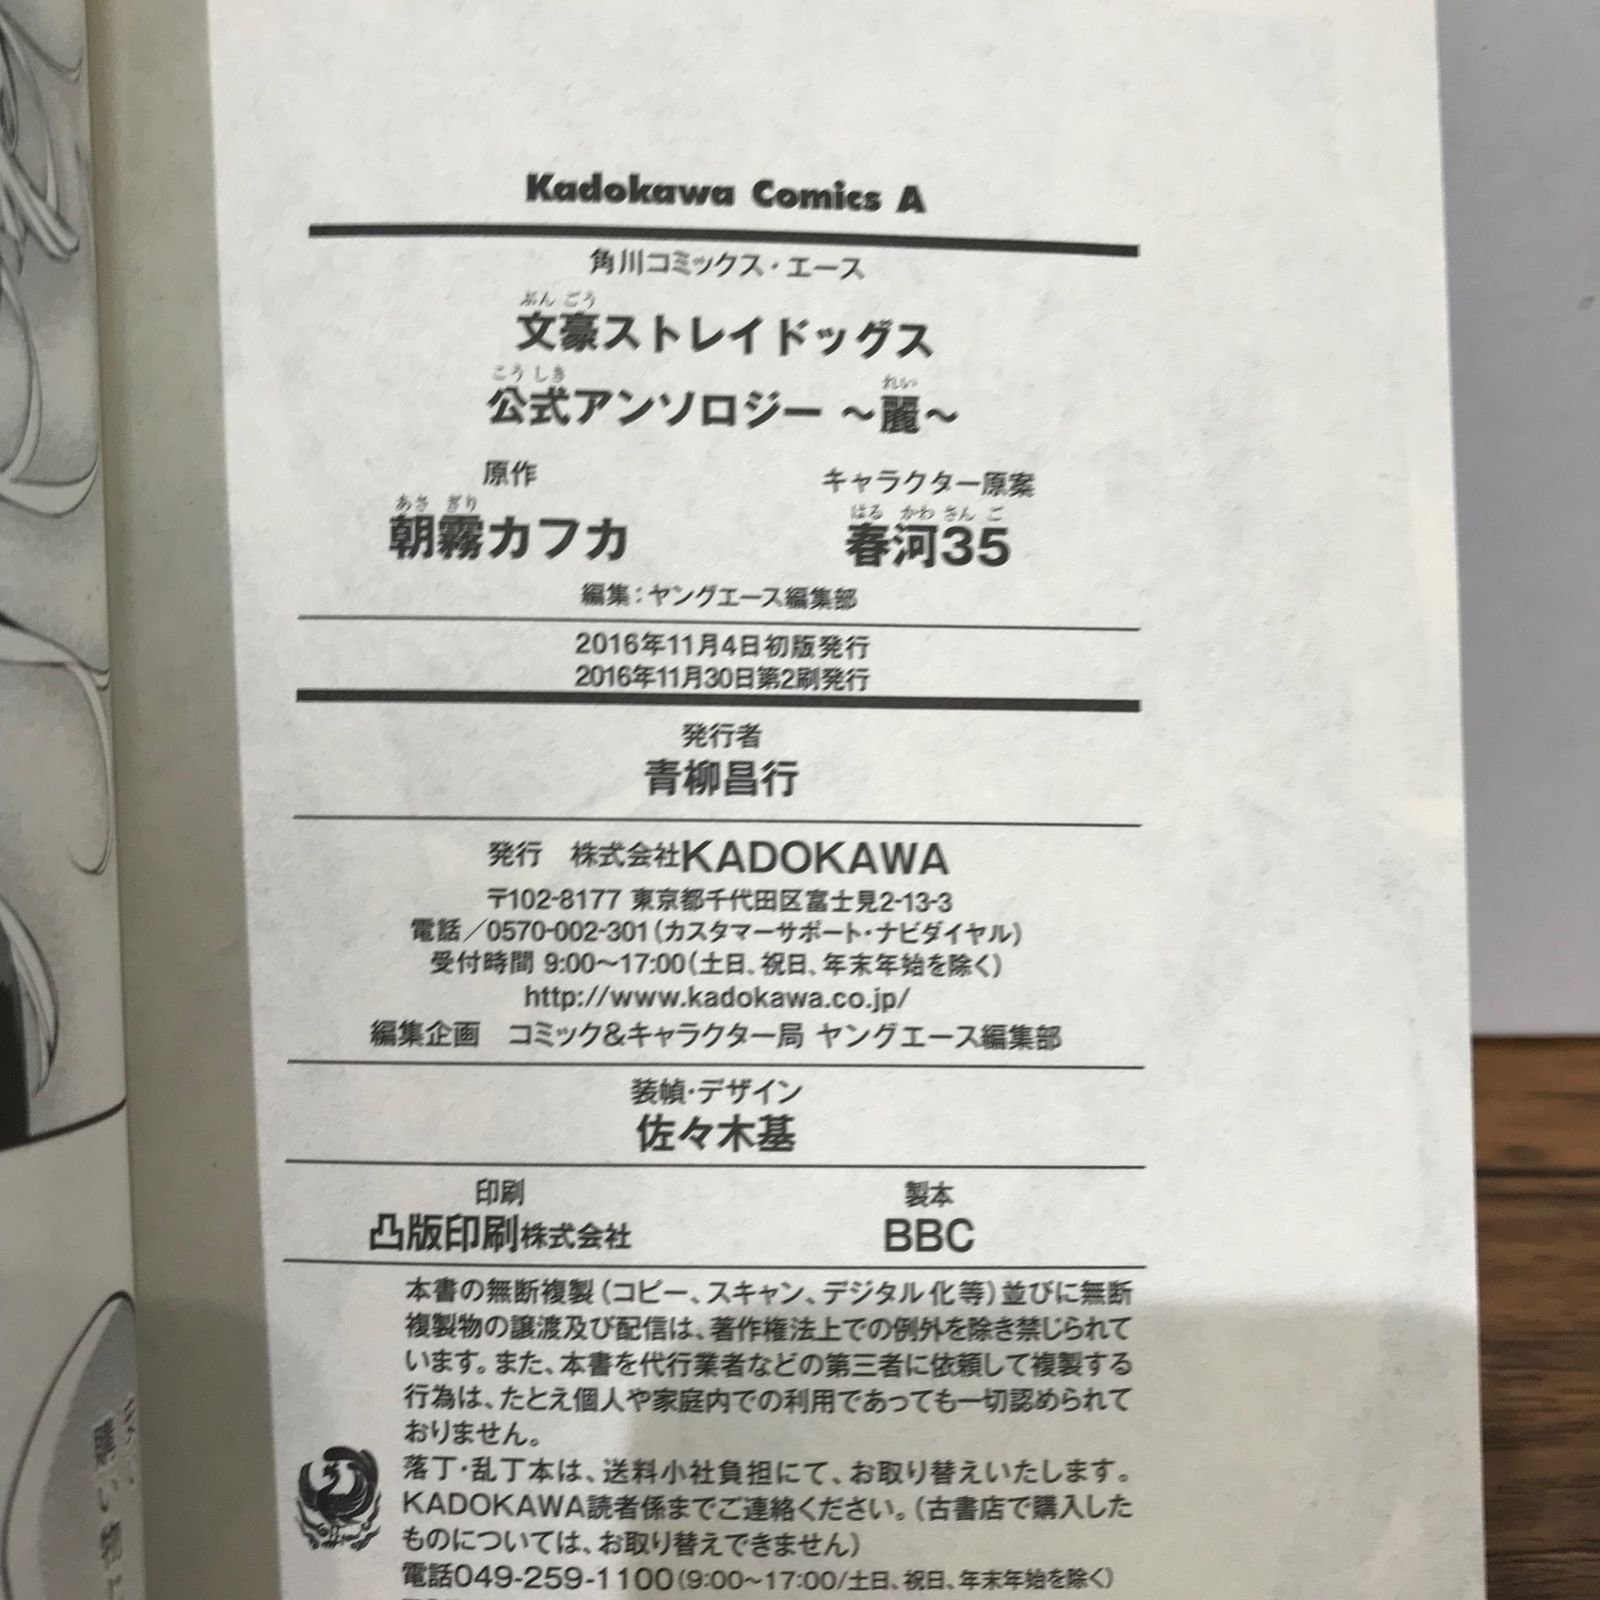 Kadokawa Comics A
角川コミックス・エース
ぶん ごう
文豪ストレイドッグス
こう しき れい
公式アンソロジー ～麗～
原作 キャラクター原案
あさ ぎり はる かわ さん ご
朝霧カフカ 春河35
編集：ヤングエース編集部
2016年11月4日初版発行
2016年11月30日第2刷発行
発行者
青柳昌行
発行 株式会社KADOKAWA
〒102-8177 東京都千代田区富士見2-13-3
電話／0570-002-301（カスタマーサポート・ナビダイヤル）
受付時間 9:00～17:00（土日、祝日、年末年始を除く）
http://www.kadokawa.co.jp/
編集企画 コミック&キャラクター局 ヤングエース編集部
装幀・デザイン
佐々木基
印刷 製本
凸版印刷株式会社 BBC
本書の無断複製（コピー、スキャン、デジタル化等）並びに無断
複製物の譲渡及び配信は、著作権法上での例外を除き禁じられて
います。また、本書を代行業者などの第三者に依頼して複製する
行為は、たとえ個人や家庭内での利用であっても一切認められて
おりません。
落丁・乱丁本は、送料小社負担にて、お取り替えいたします。
KADOKAWA読者係までご連絡ください。（古書店で購入した
ものについては、お取り替えできません）
電話049-259-1100（9:00～17:00/土日、祝日、年末年始を除く）